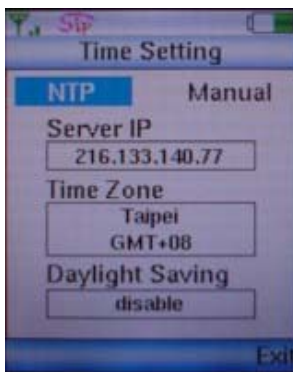 Sip
Time Setting
NTP Manual
Server IP
216.133.140.77
Time Zone
Taipei
GMT+08
Daylight Saving
disable
Exit